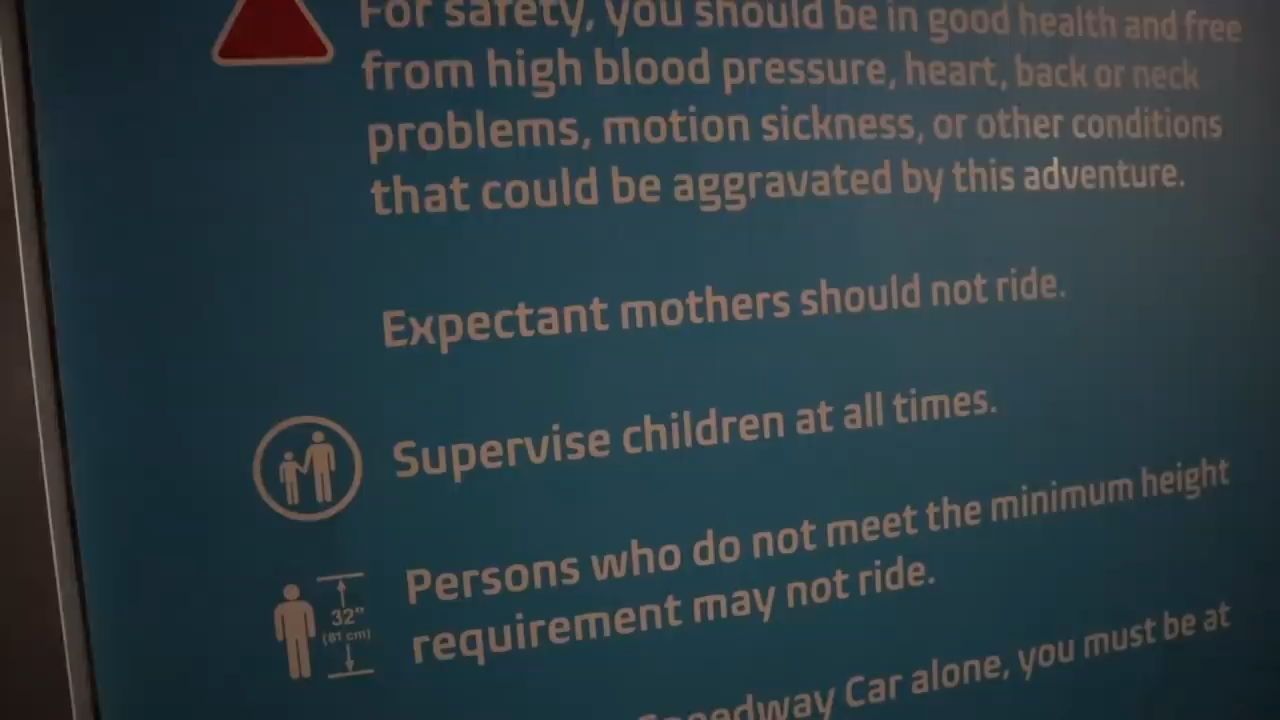 For safety, you should be in good health and free
from high blood pressure, heart, back or neck
problems, motion sickness, or other conditions
that could be aggravated by this adventure.
Expectant mothers should not ride.
Supervise children at all times.
Persons who do not meet the minimum height
requirement may not ride.
32"
(81 cm)
Speedway Car alone, you must be at